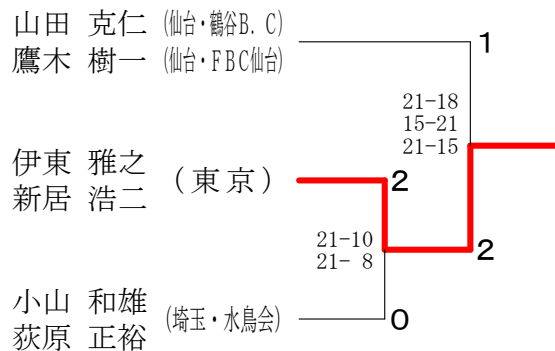 山田 克仁 (仙台・鶴谷B.C)
鷹木 樹一 (仙台・FBC仙台)
1
21-18
15-21
21-15
伊東 雅之
新居 浩二
(東京)
2
21-10
21- 8
2
小山 和雄
荻原 正裕
(埼玉・水鳥会)
0